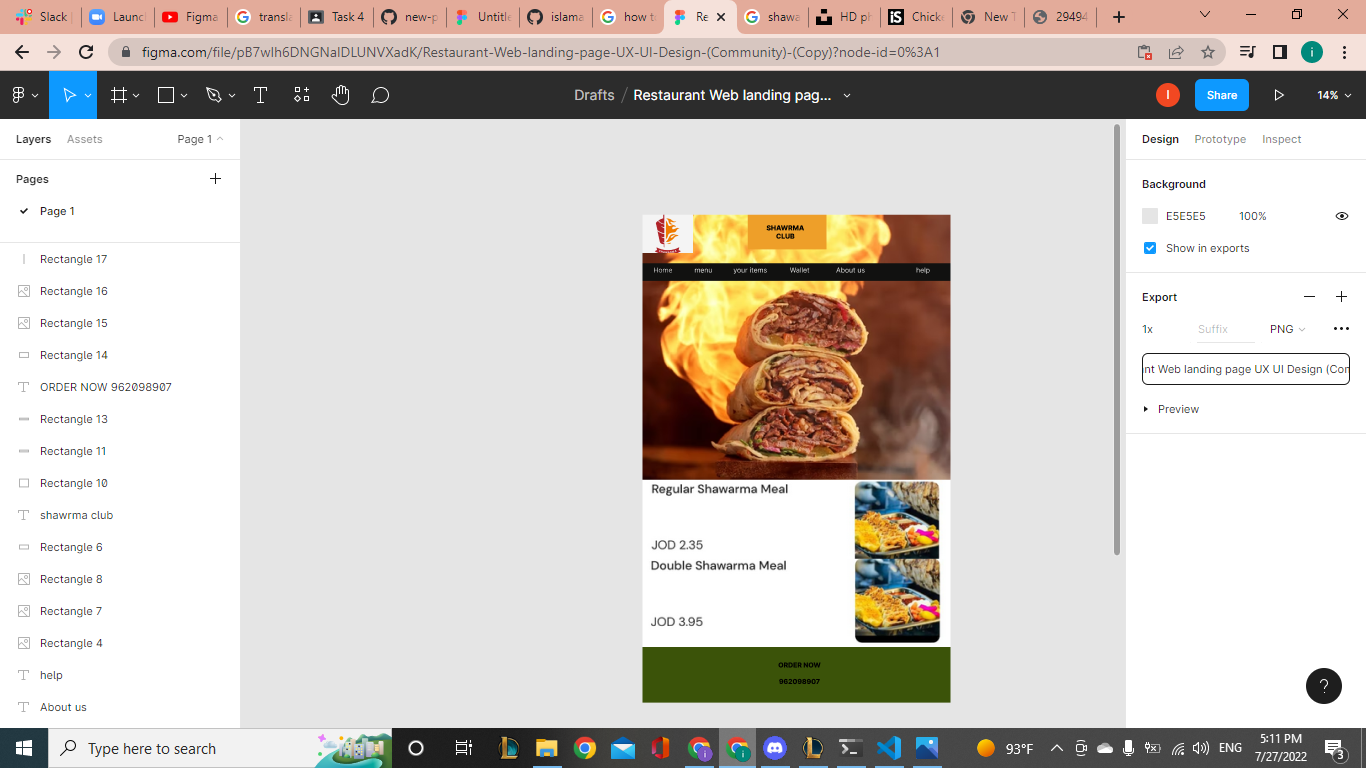 Slack
Launc
Figma
transla
Task 4
new-p
Untitle
islama
how to
Re
shawa
HD ph
iS
Chicke
New T
29494
figma.com/file/pB7wIh6DNGNaIDLUNVXadK/Restaurant-Web-landing-page-UX-UI-Design-(Community)-(Copy)?node-id=0%3A1
i
Drafts / Restaurant Web landing pag...
I
Share
14%
Layers
Assets
Page 1
Pages
Page 1
Rectangle 17
Rectangle 16
Rectangle 15
Rectangle 14
ORDER NOW 962098907
Rectangle 13
Rectangle 11
Rectangle 10
shawrma club
Rectangle 6
Rectangle 8
Rectangle 7
Rectangle 4
help
About us
SHAWRMA
CLUB
Home menu your items Wallet About us help
Regular Shawarma Meal
JOD 2.35
Double Shawarma Meal
JOD 3.95
ORDER NOW
962098907
Design
Prototype
Inspect
Background
E5E5E5 100%
Show in exports
Export
1x Suffix PNG
nt Web landing page UX UI Design (Con
Preview
?
Type here to search
93°F
ENG
5:11 PM
7/27/2022
3